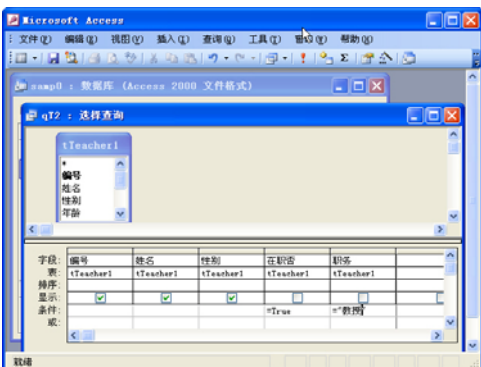 Microsoft Access
文件(F) 编辑(E) 视图(V) 插入(I) 查询(Q) 工具(T) 窗口(W) 帮助(H)
samp0 : 数据库 (Access 2000 文件格式)
qT2 : 选择查询
tTeacher1
*
编号
姓名
性别
年龄
字段: 编号 姓名 性别 在职否 职务
表: tTeacher1 tTeacher1 tTeacher1 tTeacher1 tTeacher1
排序:
显示:
条件: =True ="教授"
或:
就绪